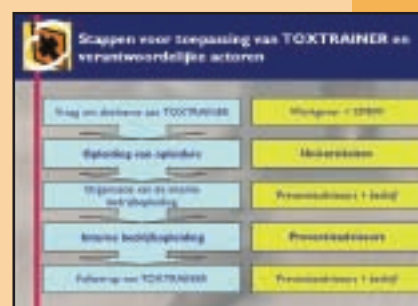 Stappen voor toepassing van TOXTRAINER en
verantwoordelijke actoren
Vraag om deelname aan TOXTRAINER
Werkgever +
Opleiding van opleiders
Universiteiten
Organisatie van de interne
bedrijfsopleiding
Preventieadviseurs + bedrijf
Interne bedrijfsopleiding
Preventieadviseurs
Follow-up van TOXTRAINER
Preventieadviseurs + bedrijf